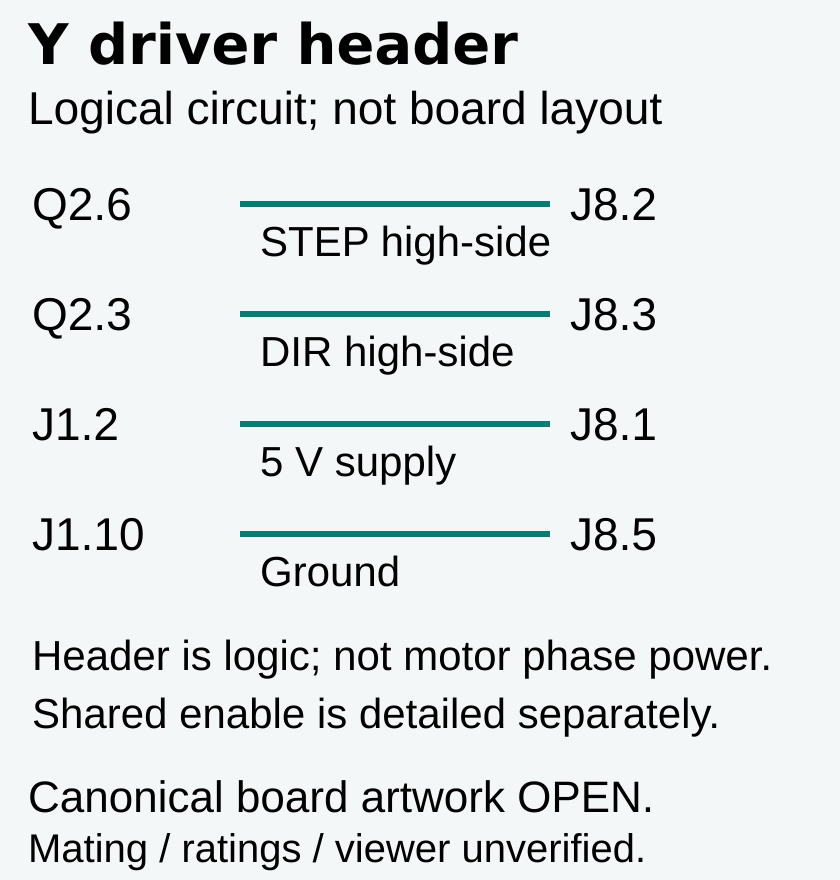 Y driver header
Logical circuit; not board layout
Q2.6 J8.2
STEP high-side
Q2.3 J8.3
DIR high-side
J1.2 J8.1
5 V supply
J1.10 J8.5
Ground
Header is logic; not motor phase power.
Shared enable is detailed separately.
Canonical board artwork OPEN.
Mating / ratings / viewer unverified.